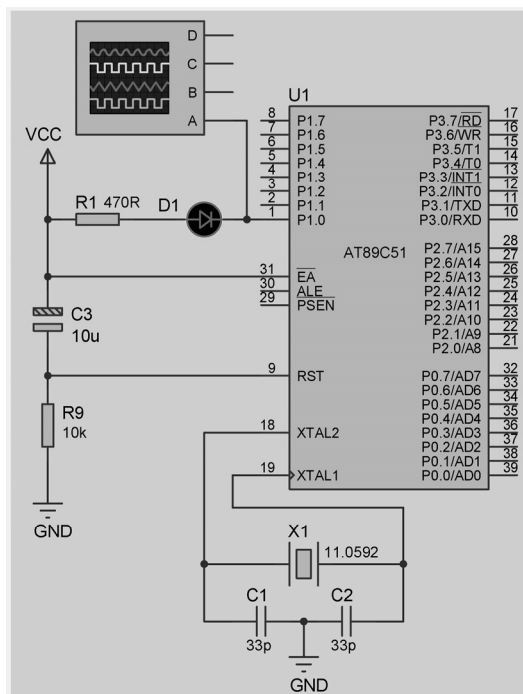 D
C
B
A
VCC
R1 470R
D1
C3
10u
R9
10k
GND
U1
AT89C51
8 P1.7
7 P1.6
6 P1.5
5 P1.4
4 P1.3
3 P1.2
2 P1.1
1 P1.0
31 EA
30 ALE
29 PSEN
9 RST
18 XTAL2
19 XTAL1
P3.7/RD 17
P3.6/WR 16
P3.5/T1 15
P3.4/T0 14
P3.3/INT1 13
P3.2/INT0 12
P3.1/TXD 11
P3.0/RXD 10
P2.7/A15 28
P2.6/A14 27
P2.5/A13 26
P2.4/A12 25
P2.3/A11 24
P2.2/A10 23
P2.1/A9 22
P2.0/A8 21
P0.7/AD7 32
P0.6/AD6 33
P0.5/AD5 34
P0.4/AD4 35
P0.3/AD3 36
P0.2/AD2 37
P0.1/AD1 38
P0.0/AD0 39
X1
11.0592
C1
33p
C2
33p
GND